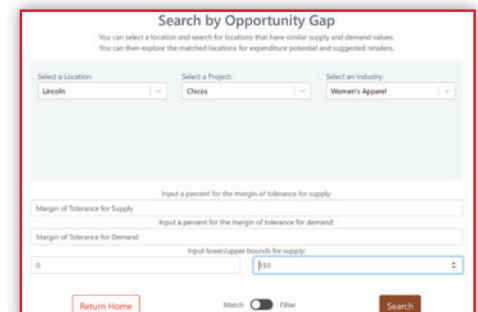 Search by Opportunity Gap
You can select a location and search for locations that have similar supply and demand values.
You can then explore the matched locations for expenditure potential and suggested retailers.
Select a Location: Select a Project: Select an Industry:
Lincoln Chicos Women's Apparel
Input a percent for the margin of tolerance for supply:
Margin of Tolerance for Supply
Input a percent for the margin of tolerance for demand:
Margin of Tolerance for Demand
Input lower/upper bounds for supply:
0 150
Return Home Match Filter Search